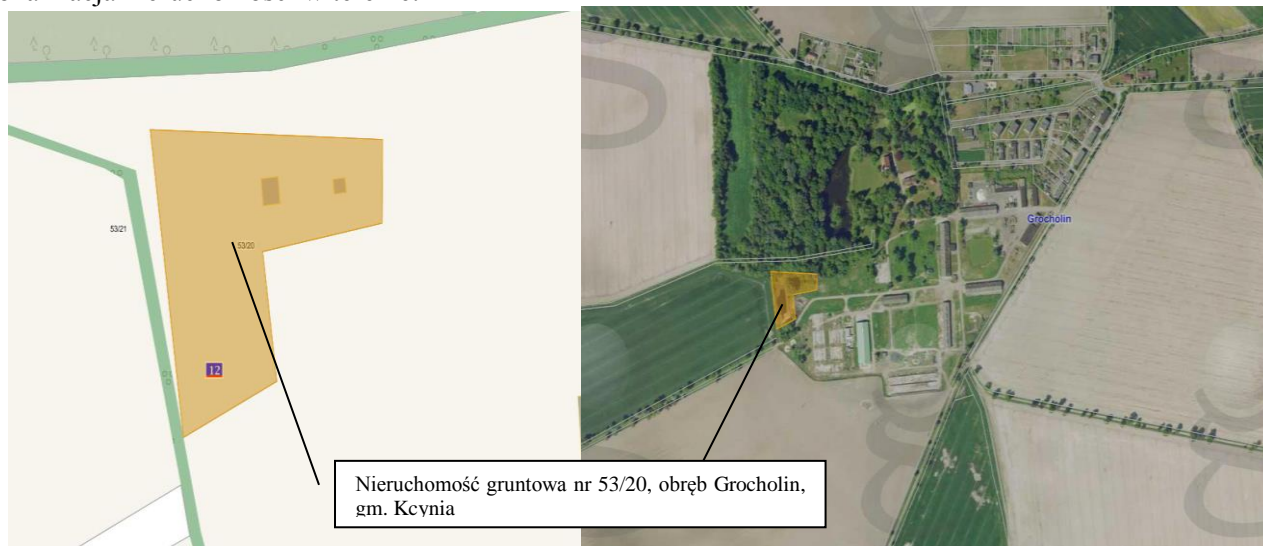 53/21
53/20
12
Grocholin
Nieruchomość gruntowa nr 53/20, obręb Grocholin,
gm. Kcynia